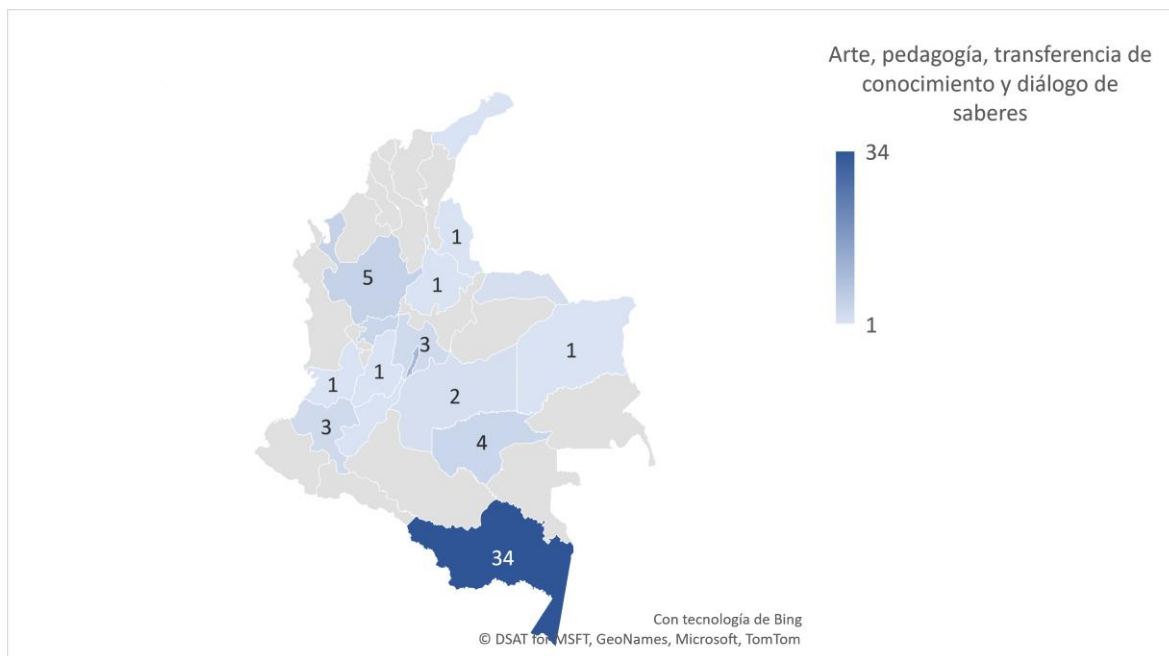 Arte, pedagogía, transferencia de
conocimiento y diálogo de
saberes
34
1
1
5
1
3
1
1
1
2
3
4
34
Con tecnología de Bing
© DSAT for MSFT, GeoNames, Microsoft, TomTom